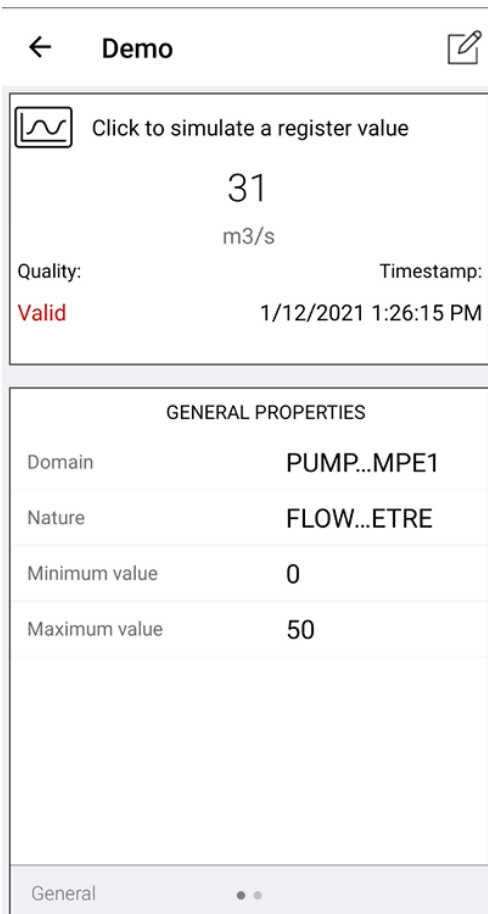 Demo
Click to simulate a register value
31
m3/s
Quality: Timestamp:
Valid 1/12/2021 1:26:15 PM
GENERAL PROPERTIES
Domain PUMP...MPE1
Nature FLOW...ETRE
Minimum value 0
Maximum value 50
General